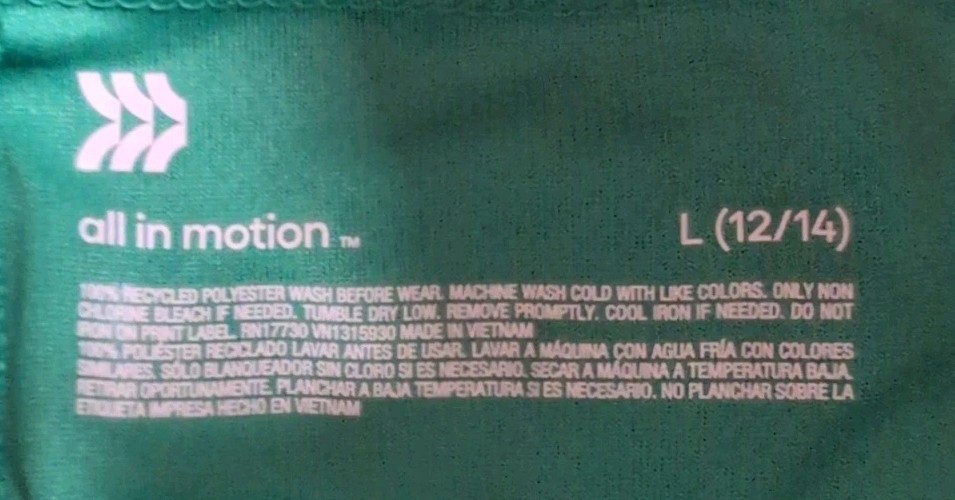 all in motion ™
L (12/14)
100% RECYCLED POLYESTER WASH BEFORE WEAR. MACHINE WASH COLD WITH LIKE COLORS. ONLY NON
CHLORINE BLEACH IF NEEDED. TUMBLE DRY LOW. REMOVE PROMPTLY. COOL IRON IF NEEDED. DO NOT
IRON ON PRINT LABEL. RN17730 VN1315930 MADE IN VIETNAM
100% POLIÉSTER RECICLADO LAVAR ANTES DE USAR. LAVAR A MÁQUINA CON AGUA FRÍA CON COLORES
SIMILARES. SÓLO BLANQUEADOR SIN CLORO SI ES NECESARIO. SECAR A MÁQUINA A TEMPERATURA BAJA.
RETIRAR OPORTUNAMENTE. PLANCHAR A BAJA TEMPERATURA SI ES NECESARIO. NO PLANCHAR SOBRE LA
ETIQUETA IMPRESA HECHO EN VIETNAM